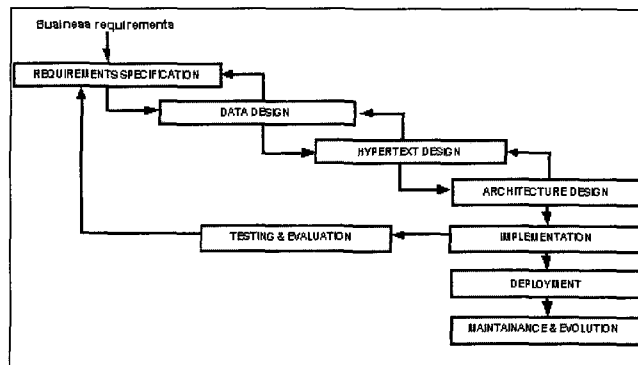 Business requirements
REQUIREMENTS SPECIFICATION
DATA DESIGN
HYPERTEXT DESIGN
ARCHITECTURE DESIGN
TESTING & EVALUATION
IMPLEMENTATION
DEPLOYMENT
MAINTAINANCE & EVOLUTION